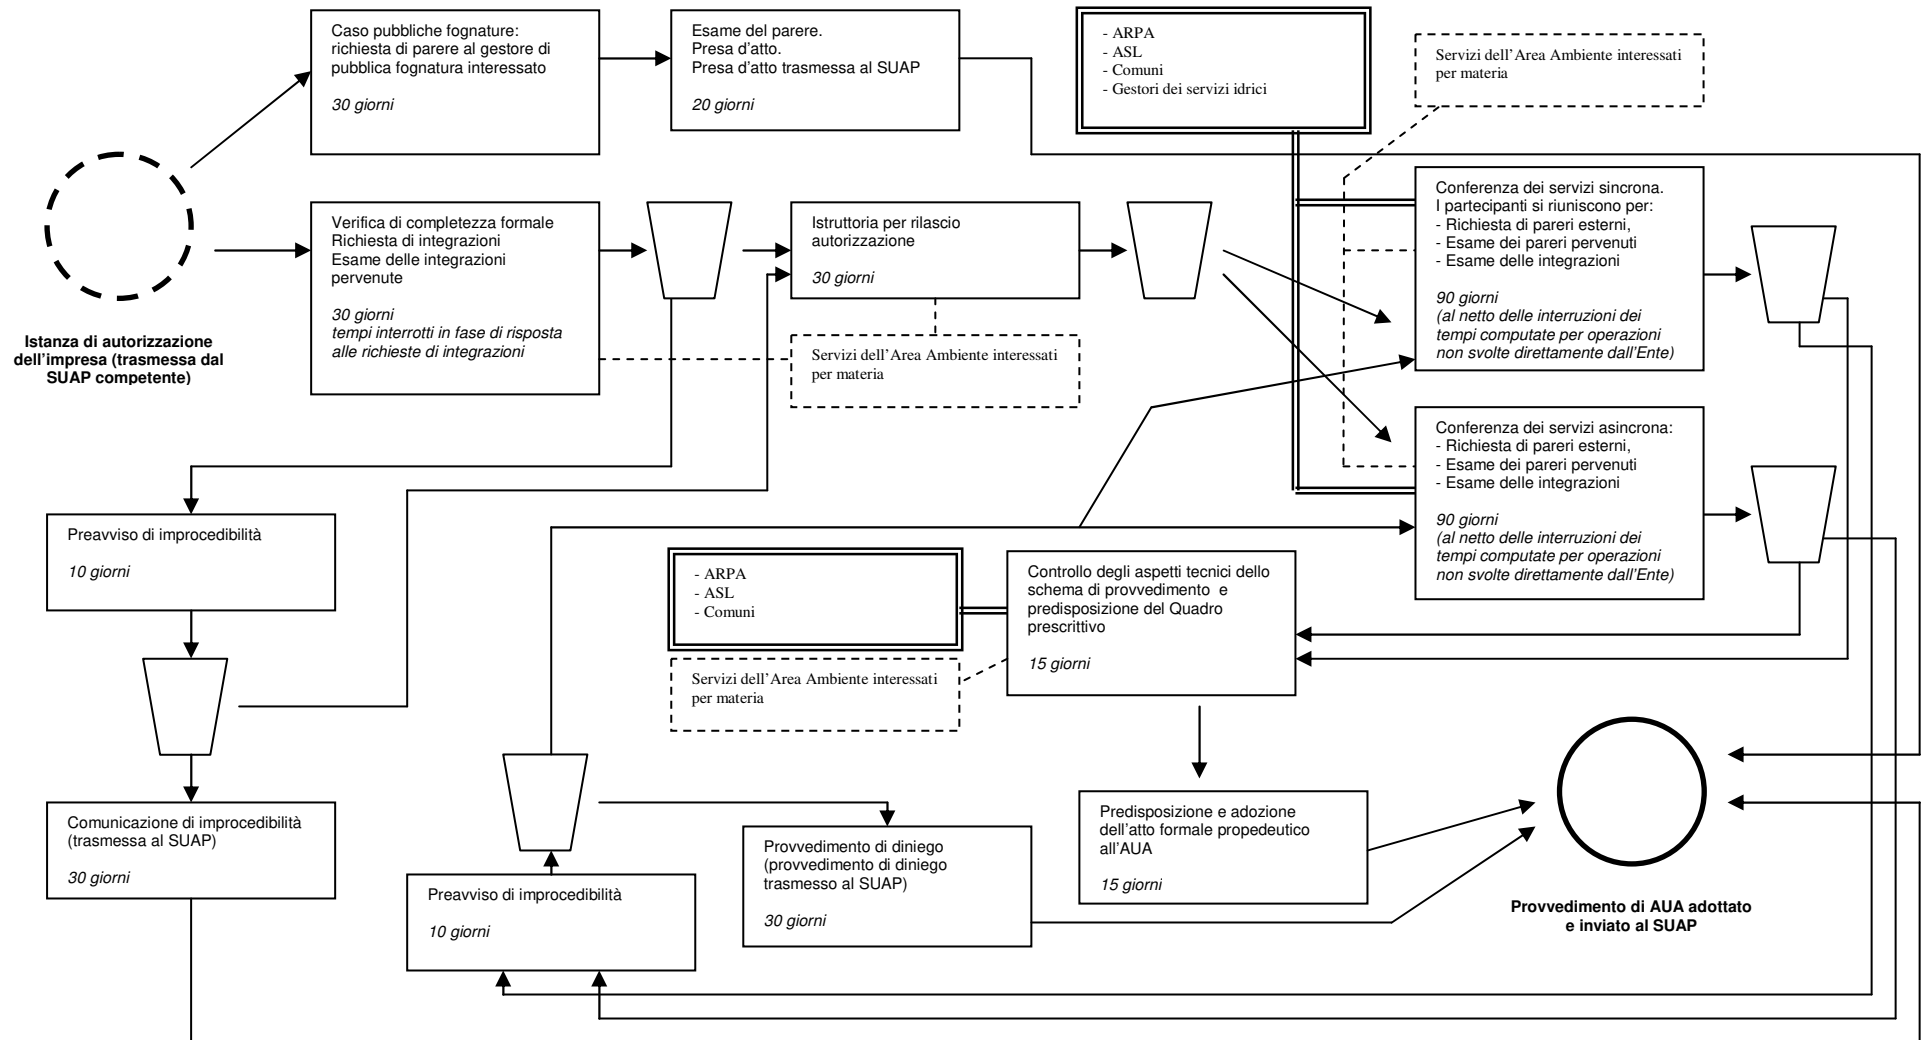 Caso pubbliche fognature:
richiesta di parere al gestore di
pubblica fognatura interessato
30 giorni
Esame del parere.
Presa d'atto.
Presa d'atto trasmessa al SUAP
20 giorni
- ARPA
- ASL
- Comuni
- Gestori dei servizi idrici
Servizi dell'Area Ambiente interessati
per materia
Istanza di autorizzazione
dell'impresa (trasmessa dal
SUAP competente)
Verifica di completezza formale
Richiesta di integrazioni
Esame delle integrazioni
pervenute
30 giorni
tempi interrotti in fase di risposta
alle richieste di integrazioni
Istruttoria per rilascio
autorizzazione
30 giorni
Servizi dell'Area Ambiente interessati
per materia
Conferenza dei servizi sincrona.
I partecipanti si riuniscono per:
- Richiesta di pareri esterni,
- Esame dei pareri pervenuti
- Esame delle integrazioni
90 giorni
(al netto delle interruzioni dei
tempi computate per operazioni
non svolte direttamente dall'Ente)
Conferenza dei servizi asincrona:
- Richiesta di pareri esterni,
- Esame dei pareri pervenuti
- Esame delle integrazioni
90 giorni
(al netto delle interruzioni dei
tempi computate per operazioni
non svolte direttamente dall'Ente)
Preavviso di improcedibilità
10 giorni
- ARPA
- ASL
- Comuni
Servizi dell'Area Ambiente interessati
per materia
Controllo degli aspetti tecnici dello
schema di provvedimento e
predisposizione del Quadro
prescrittivo
15 giorni
Comunicazione di improcedibilità
(trasmessa al SUAP)
30 giorni
Preavviso di improcedibilità
10 giorni
Provvedimento di diniego
(provvedimento di diniego
trasmesso al SUAP)
30 giorni
Predisposizione e adozione
dell'atto formale propedeutico
all'AUA
15 giorni
Provvedimento di AUA adottato
e inviato al SUAP